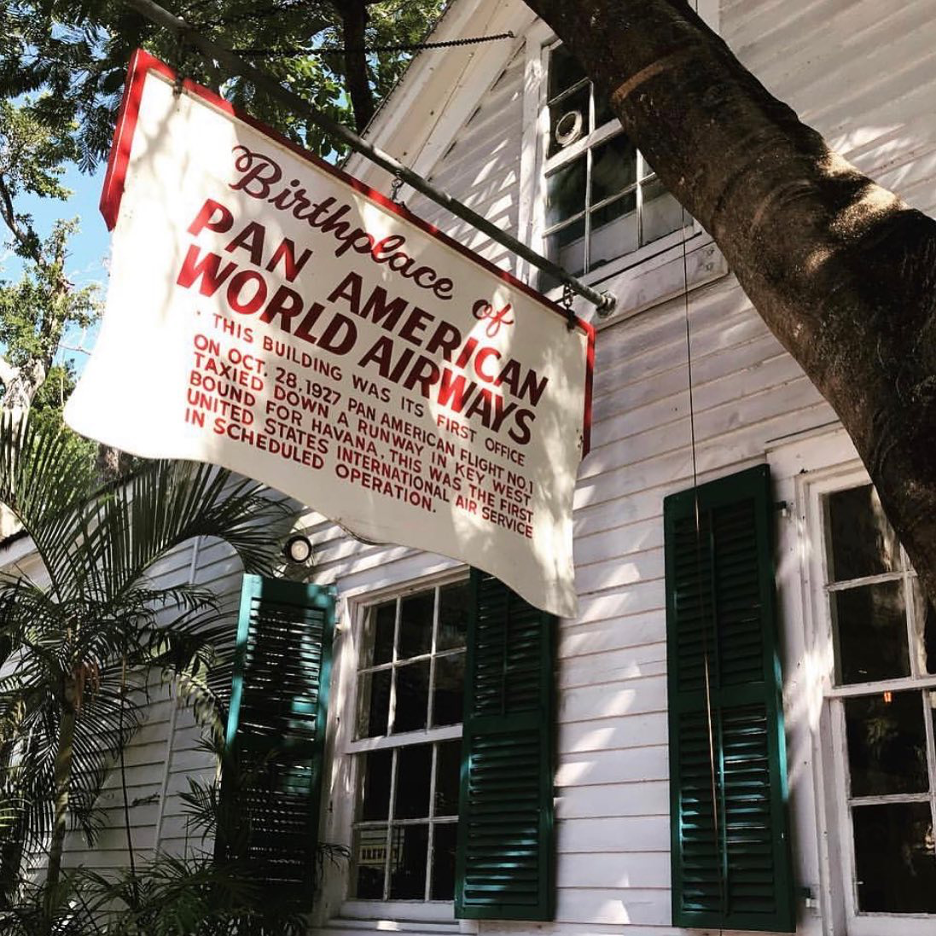 Birthplace of
PAN AMERICAN
WORLD AIRWAYS
· THIS BUILDING WAS ITS FIRST OFFICE
ON OCT. 28, 1927 PAN AMERICAN FLIGHT NO. 1
TAXIED DOWN A RUNWAY IN KEY WEST
BOUND FOR HAVANA, THIS WAS THE FIRST
UNITED STATES INTERNATIONAL AIR SERVICE
IN SCHEDULED OPERATION.